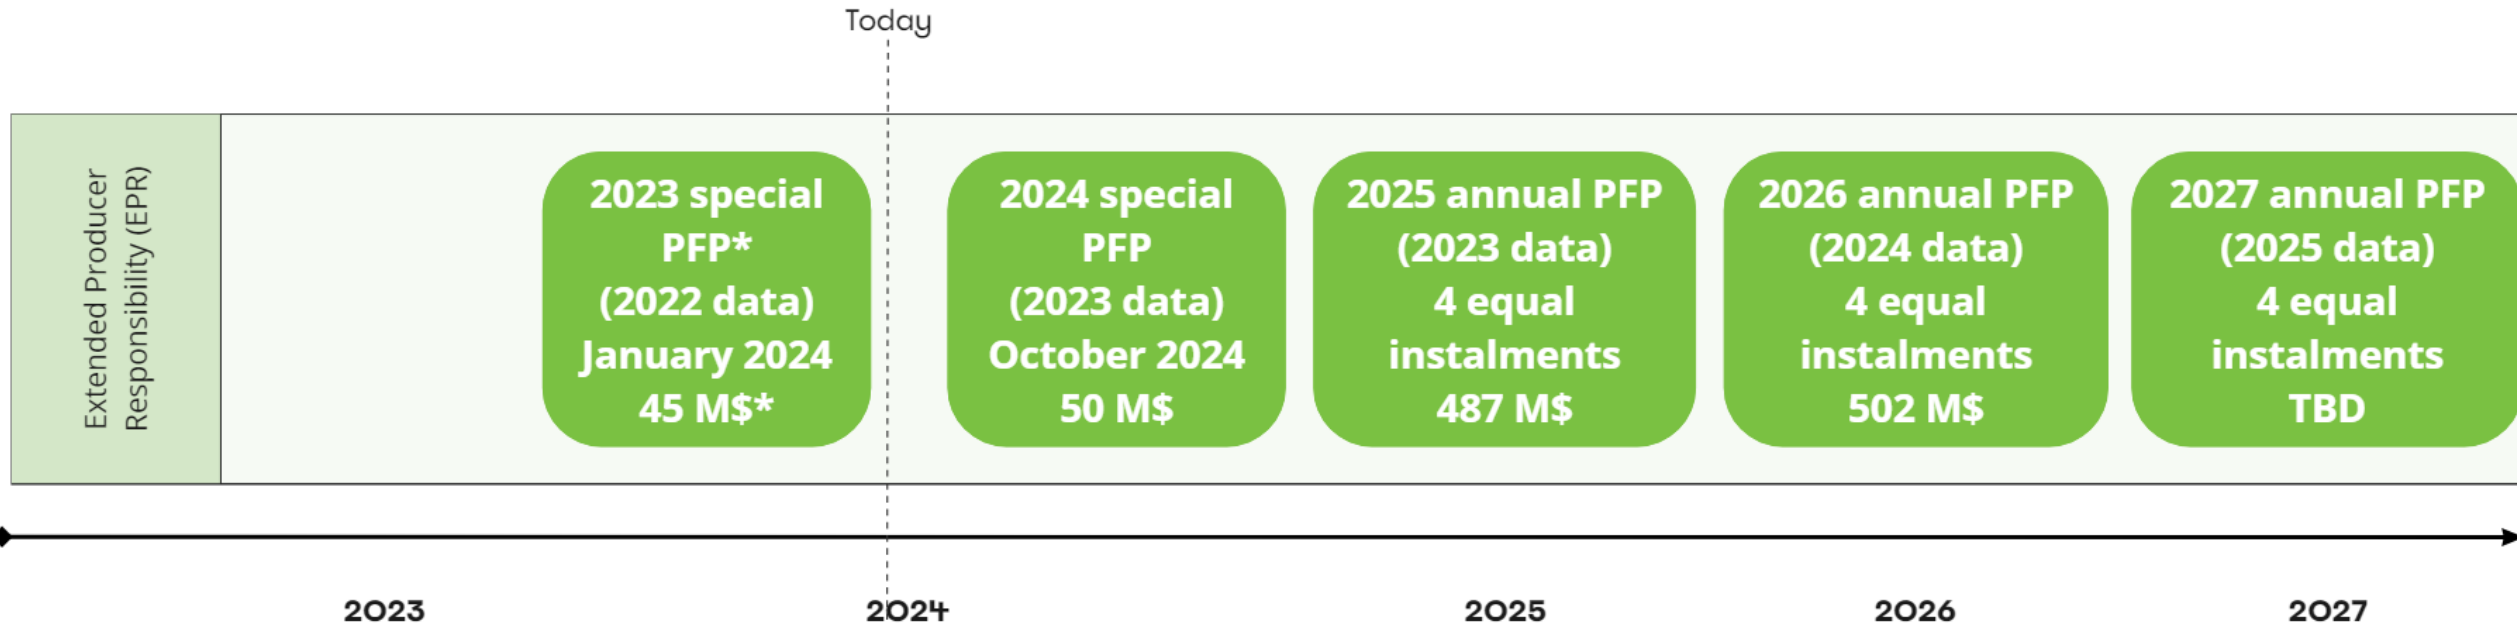 Today
Extended Producer
Responsibility (EPR)
2023 special
PFP*
(2022 data)
January 2024
45 M$*
2024 special
PFP
(2023 data)
October 2024
50 M$
2025 annual PFP
(2023 data)
4 equal
instalments
487 M$
2026 annual PFP
(2024 data)
4 equal
instalments
502 M$
2027 annual PFP
(2025 data)
4 equal
instalments
TBD
2023
2024
2025
2026
2027